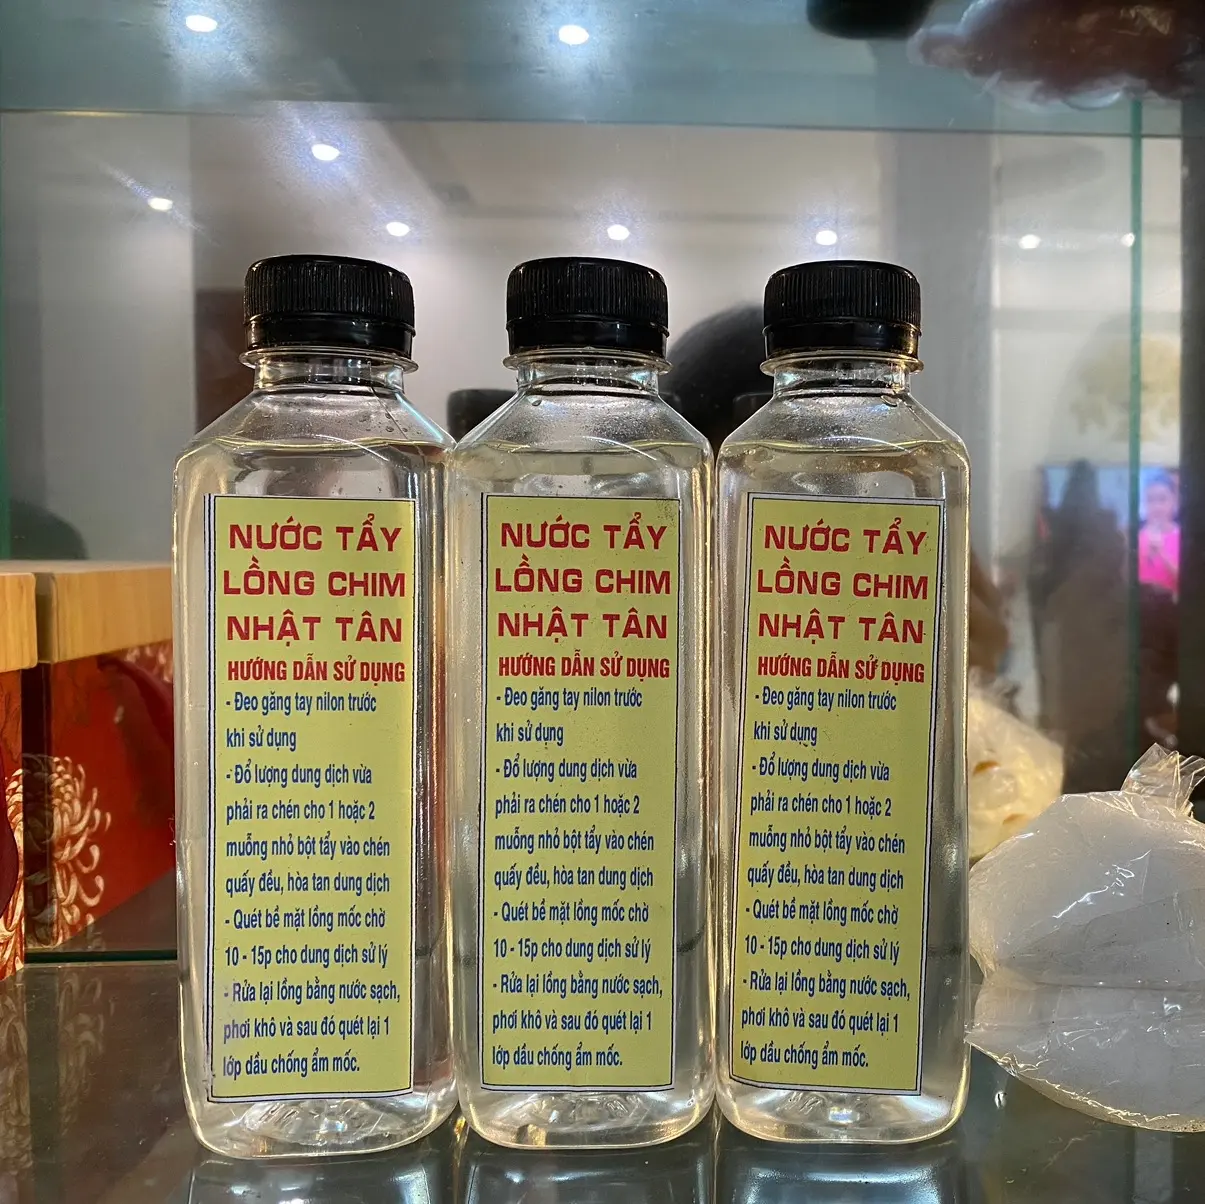 NƯỚC TẨY
LỒNG CHIM
NHẬT TÂN
HƯỚNG DẪN SỬ DỤNG
- Đeo găng tay nilon trước
khi sử dụng
- Đổ lượng dung dịch vừa
phải ra chén cho 1 hoặc 2
muỗng nhỏ bột tẩy vào chén
quấy đều, hòa tan dung dịch
- Quét bề mặt lồng mốc chờ
10 - 15p cho dung dịch sử lý
- Rửa lại lồng bằng nước sạch,
phơi khô và sau đó quét lại 1
lớp dầu chống ẩm mốc.
NƯỚC TẨY
LỒNG CHIM
NHẬT TÂN
HƯỚNG DẪN SỬ DỤNG
- Đeo găng tay nilon trước
khi sử dụng
- Đổ lượng dung dịch vừa
phải ra chén cho 1 hoặc 2
muỗng nhỏ bột tẩy vào chén
quấy đều, hòa tan dung dịch
- Quét bề mặt lồng mốc chờ
10 - 15p cho dung dịch sử lý
- Rửa lại lồng bằng nước sạch,
phơi khô và sau đó quét lại 1
lớp dầu chống ẩm mốc.
NƯỚC TẨY
LỒNG CHIM
NHẬT TÂN
HƯỚNG DẪN SỬ DỤNG
- Đeo găng tay nilon trước
khi sử dụng
- Đổ lượng dung dịch vừa
phải ra chén cho 1 hoặc 2
muỗng nhỏ bột tẩy vào chén
quấy đều, hòa tan dung dịch
- Quét bề mặt lồng mốc chờ
10 - 15p cho dung dịch sử lý
- Rửa lại lồng bằng nước sạch,
phơi khô và sau đó quét lại 1
lớp dầu chống ẩm mốc.